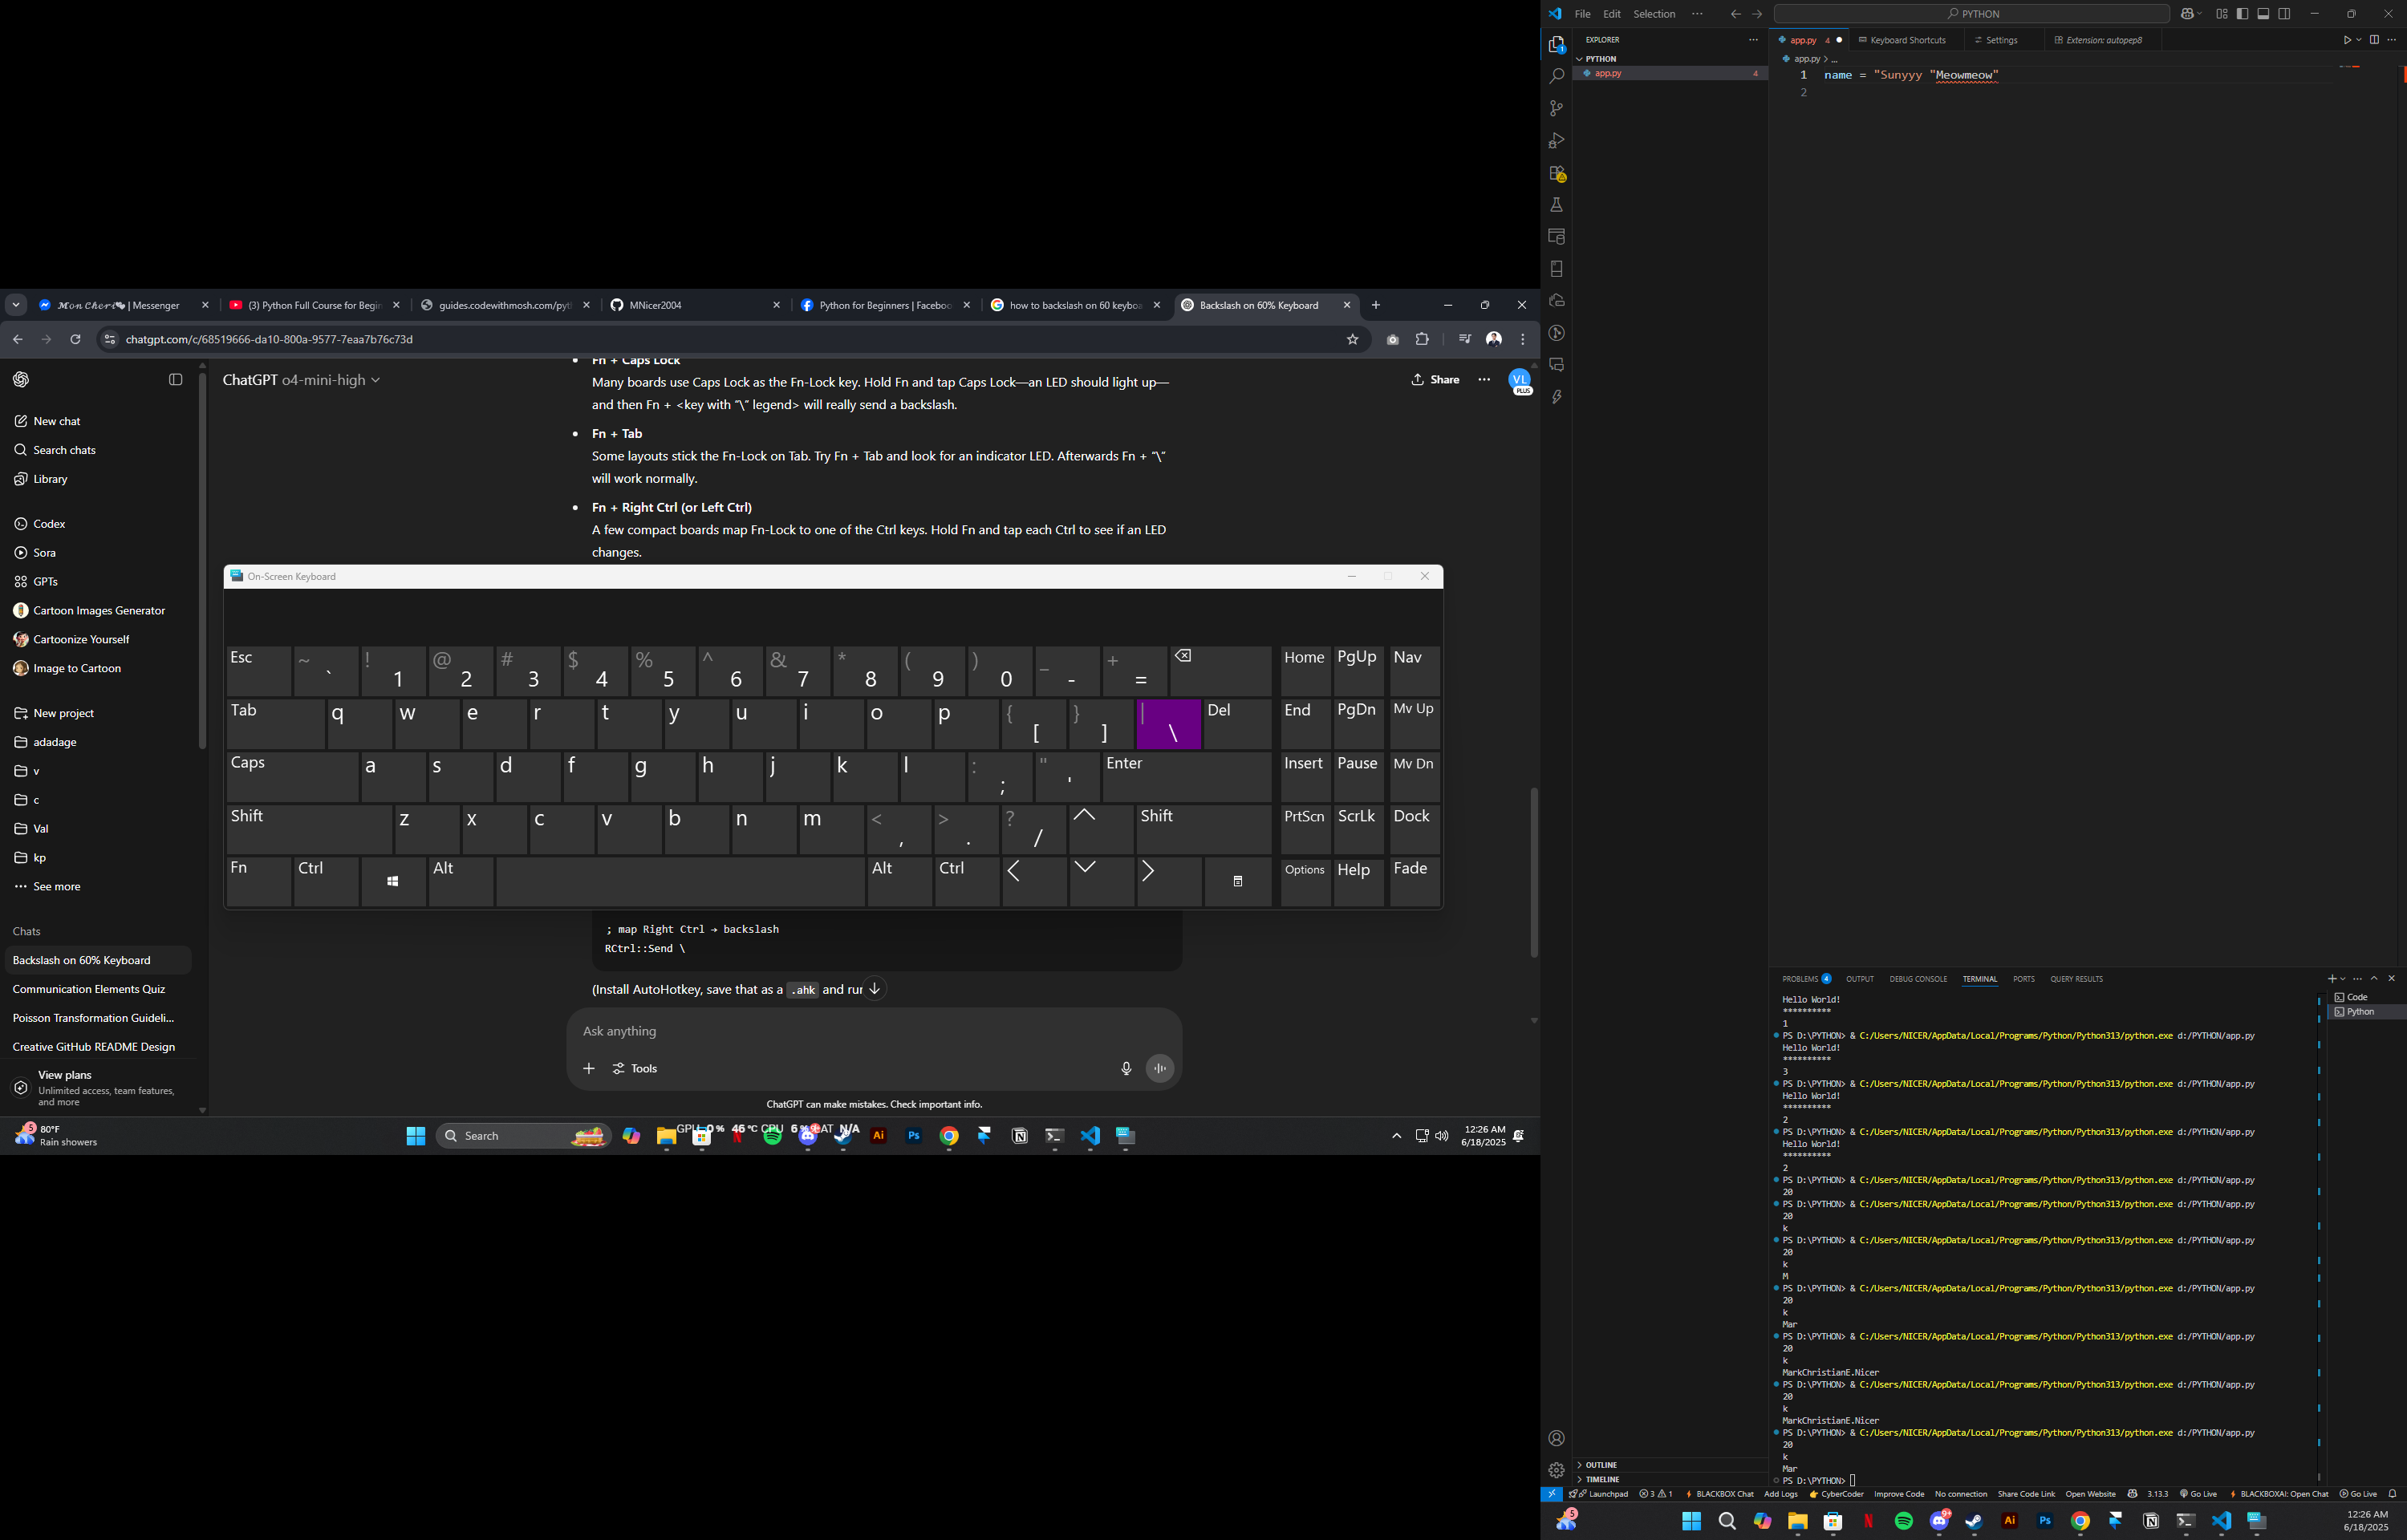 File Edit Selection ···
PYTHON
EXPLORER
app.py 4
Keyboard Shortcuts
Settings
Extension: autopep8
PYTHON
app.py 4
app.py > ...
1 name = "Sunyyy "Meowmeow"
2
| Messenger
(3) Python Full Course for Begin
guides.codewithmosh.com/pyt
MNicer2004
Python for Beginners | Faceboo
how to backslash on 60 keyboa
Backslash on 60% Keyboard
chatgpt.com/c/68519666-da10-800a-9577-7eaa7b76c73d
ChatGPT o4-mini-high
Share
VL
PLUS
New chat
Search chats
Library
Codex
Sora
GPTs
Cartoon Images Generator
Cartoonize Yourself
Image to Cartoon
New project
adadage
v
c
Val
kp
See more
Chats
Backslash on 60% Keyboard
Communication Elements Quiz
Poisson Transformation Guideli...
Creative GitHub README Design
View plans
Unlimited access, team features,
and more
Fn + Caps Lock
Many boards use Caps Lock as the Fn-Lock key. Hold Fn and tap Caps Lock—an LED should light up—
and then Fn + <key with “\” legend> will really send a backslash.
Fn + Tab
Some layouts stick the Fn-Lock on Tab. Try Fn + Tab and look for an indicator LED. Afterwards Fn + “\”
will work normally.
Fn + Right Ctrl (or Left Ctrl)
A few compact boards map Fn-Lock to one of the Ctrl keys. Hold Fn and tap each Ctrl to see if an LED
changes.
On-Screen Keyboard
Esc ~ ` ! 1 @ 2 # 3 $ 4 % 5 ^ 6 & 7 * 8 ( 9 ) 0 _ - + = Home PgUp Nav
Tab q w e r t y u i o p { [ } ] | \ Del End PgDn Mv Up
Caps a s d f g h j k l : ; " ' Enter Insert Pause Mv Dn
Shift z x c v b n m < , > . ? / Shift PrtScn ScrLk Dock
Fn Ctrl Alt Alt Ctrl Options Help Fade
; map Right Ctrl → backslash
RCtrl::Send \
(Install AutoHotkey, save that as a .ahk and run
Ask anything
Tools
ChatGPT can make mistakes. Check important info.
5
80°F
Rain showers
Search
GPU 0 % 46 °C CPU 6 % N/A
12:26 AM
6/18/2025
PROBLEMS 4 OUTPUT DEBUG CONSOLE TERMINAL PORTS QUERY RESULTS
Code
Python
Hello World!
**********
1
PS D:\PYTHON> & C:/Users/NICER/AppData/Local/Programs/Python/Python313/python.exe d:/PYTHON/app.py
Hello World!
**********
3
PS D:\PYTHON> & C:/Users/NICER/AppData/Local/Programs/Python/Python313/python.exe d:/PYTHON/app.py
Hello World!
**********
2
PS D:\PYTHON> & C:/Users/NICER/AppData/Local/Programs/Python/Python313/python.exe d:/PYTHON/app.py
Hello World!
**********
2
PS D:\PYTHON> & C:/Users/NICER/AppData/Local/Programs/Python/Python313/python.exe d:/PYTHON/app.py
20
PS D:\PYTHON> & C:/Users/NICER/AppData/Local/Programs/Python/Python313/python.exe d:/PYTHON/app.py
20
k
PS D:\PYTHON> & C:/Users/NICER/AppData/Local/Programs/Python/Python313/python.exe d:/PYTHON/app.py
20
k
M
PS D:\PYTHON> & C:/Users/NICER/AppData/Local/Programs/Python/Python313/python.exe d:/PYTHON/app.py
20
k
Mar
PS D:\PYTHON> & C:/Users/NICER/AppData/Local/Programs/Python/Python313/python.exe d:/PYTHON/app.py
20
k
MarkChristianE.Nicer
PS D:\PYTHON> & C:/Users/NICER/AppData/Local/Programs/Python/Python313/python.exe d:/PYTHON/app.py
20
k
MarkChristianE.Nicer
PS D:\PYTHON> & C:/Users/NICER/AppData/Local/Programs/Python/Python313/python.exe d:/PYTHON/app.py
20
k
Mar
PS D:\PYTHON>
OUTLINE
TIMELINE
Launchpad 3 1 BLACKBOX Chat Add Logs CyberCoder Improve Code No connection Share Code Link Open Website 3.13.3 Go Live BLACKBOXAI: Open Chat Go Live
5
12:26 AM
6/18/2025